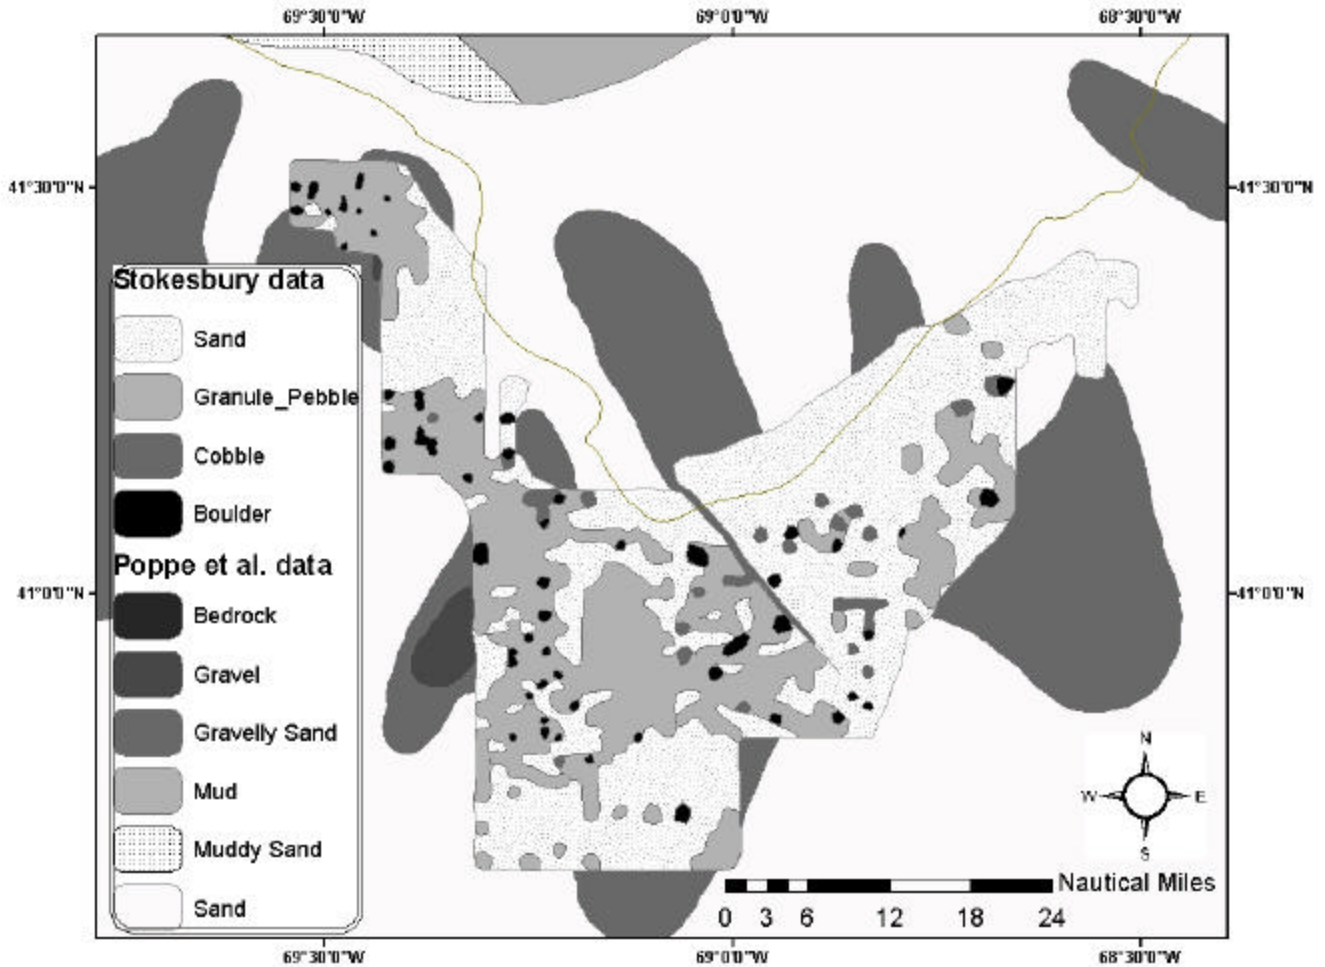 69°30'0"W 69°0'0"W 68°30'0"W
41°30'0"N 41°30'0"N
Stokesbury data
Sand
Granule_Pebble
Cobble
Boulder
Poppe et al. data
Bedrock
41°0'0"N 41°0'0"N
Gravel
Gravelly Sand
Mud
Muddy Sand
Sand
N
W E
S
Nautical Miles
0 3 6 12 18 24
69°30'0"W 69°0'0"W 68°30'0"W